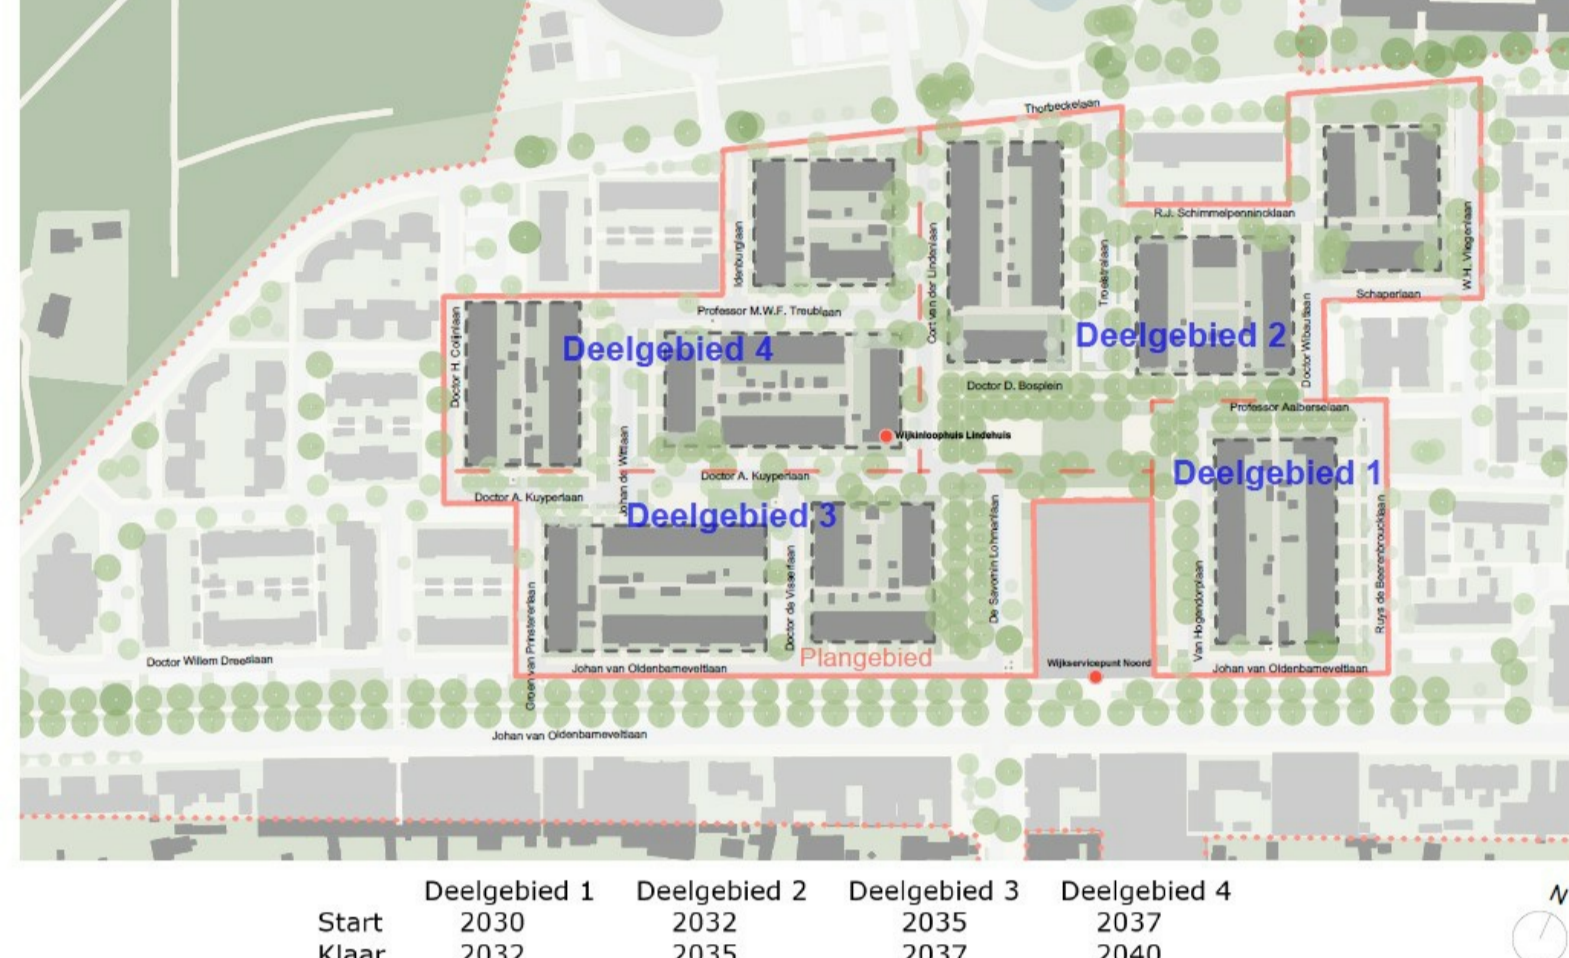 Thorbeckelaan
R.J. Schimmelpennincklaan
Idenburglaan
Cort van der Lindenlaan
Troelstralaan
W.H. Vliegenlaan
Schaperlaan
Professor M.W.F. Treublaan
Doctor H. Colijnlaan
Deelgebied 4
Deelgebied 2
Doctor Wibautlaan
Doctor D. Bosplein
Professor Aalberselaan
Wijkinloophuis Lindehuis
Johan de Wittlaan
Doctor A. Kuyperlaan
Deelgebied 1
Doctor A. Kuyperlaan
Deelgebied 3
De Savornin Lohmanlaan
Ruys de Beerenbroucklaan
Groen van Prinstererlaan
Doctor de Visserlaan
Van Hogendorplaan
Doctor Willem Dreeslaan
Johan van Oldenbarneveltlaan
Plangebied
Wijkservicepunt Noord
Johan van Oldenbarneveltlaan
Johan van Oldenbarneveltlaan
Deelgebied 1 Deelgebied 2 Deelgebied 3 Deelgebied 4
N
Start 2030 2032 2035 2037
Klaar 2032 2035 2037 2040